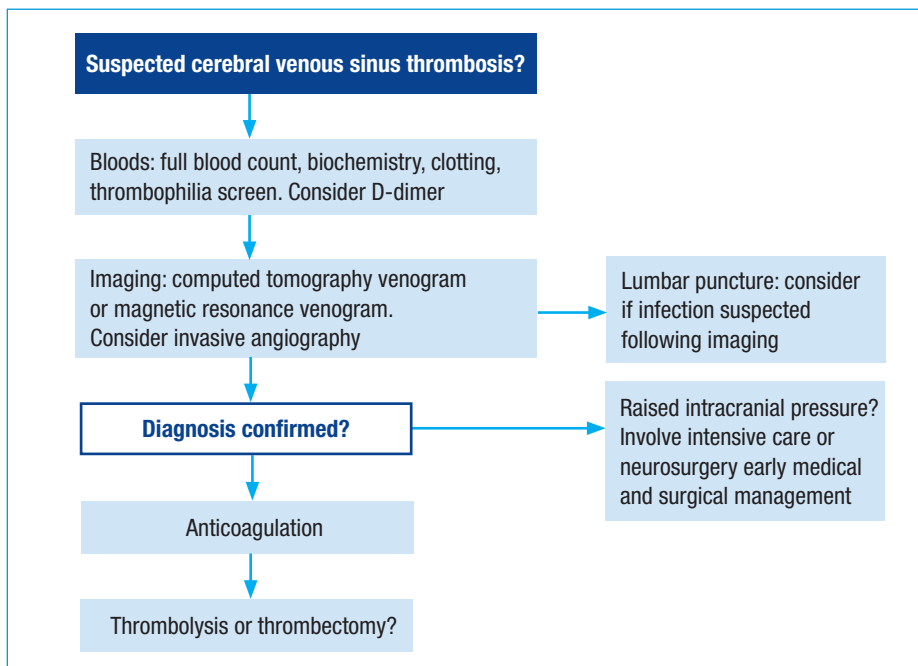 Suspected cerebral venous sinus thrombosis?
Bloods: full blood count, biochemistry, clotting,
thrombophilia screen. Consider D-dimer
Imaging: computed tomography venogram
or magnetic resonance venogram.
Consider invasive angiography
Lumbar puncture: consider
if infection suspected
following imaging
Diagnosis confirmed?
Raised intracranial pressure?
Involve intensive care or
neurosurgery early medical
and surgical management
Anticoagulation
Thrombolysis or thrombectomy?